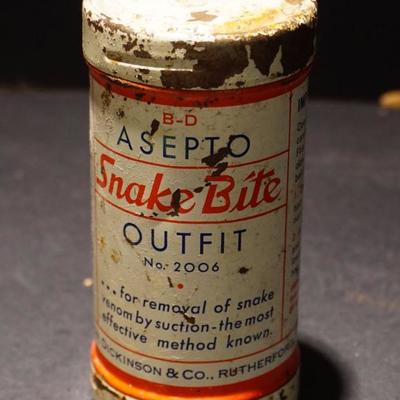 B-D
ASEPTO
Snake Bite
OUTFIT
No. 2006
...for removal of snake
venom by suction-the most
effective method known.
DICKINSON & CO., RUTHERFORD